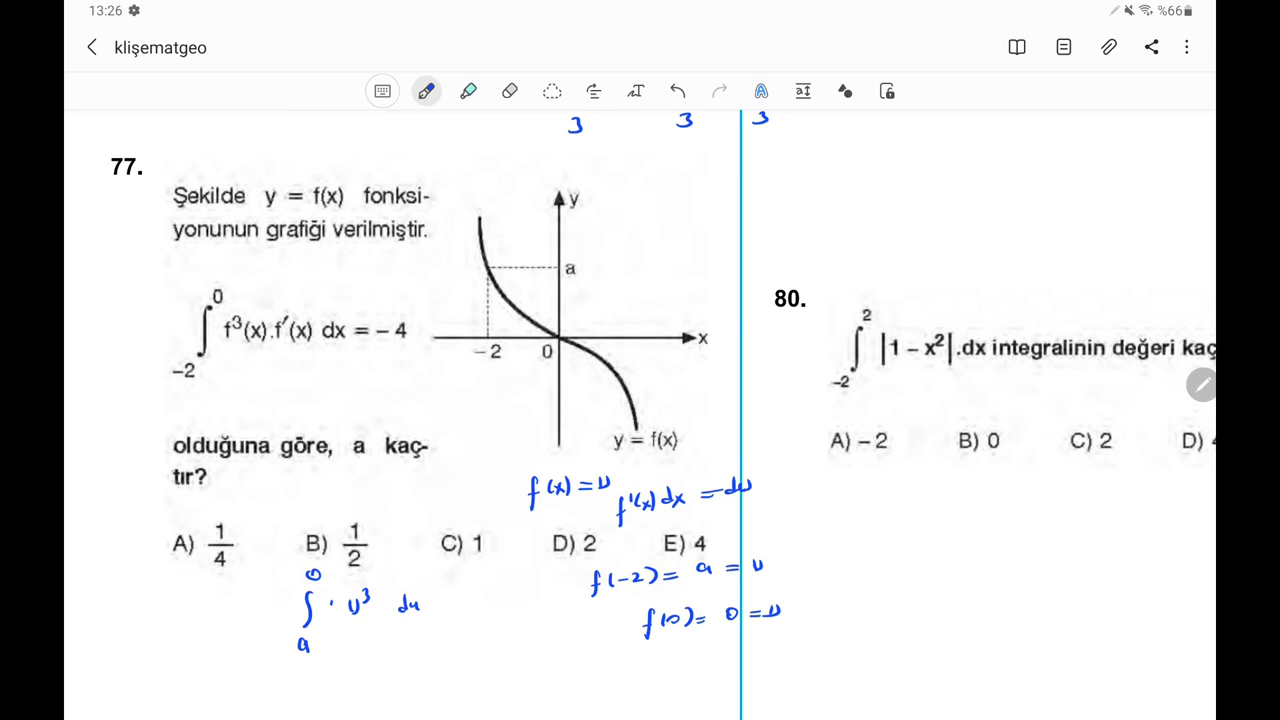 13:26 %66
klişematgeo
3 3 3
77.
Şekilde y = f(x) fonksi-
yonunun grafiği verilmiştir.
0
∫ f³(x).f′(x) dx = – 4
–2
olduğuna göre, a kaç-
tır?
y
a
–2 0 x
y = f(x)
f(x) = u f'(x) dx = du
A) 1/4 B) 1/2 C) 1 D) 2 E) 4
f(-2) = a = u
f(0) = 0 = u
0
∫ · u³ du
a
80.
2
∫ |1 – x²|.dx integralinin değeri kaç
-2
A) – 2 B) 0 C) 2 D)